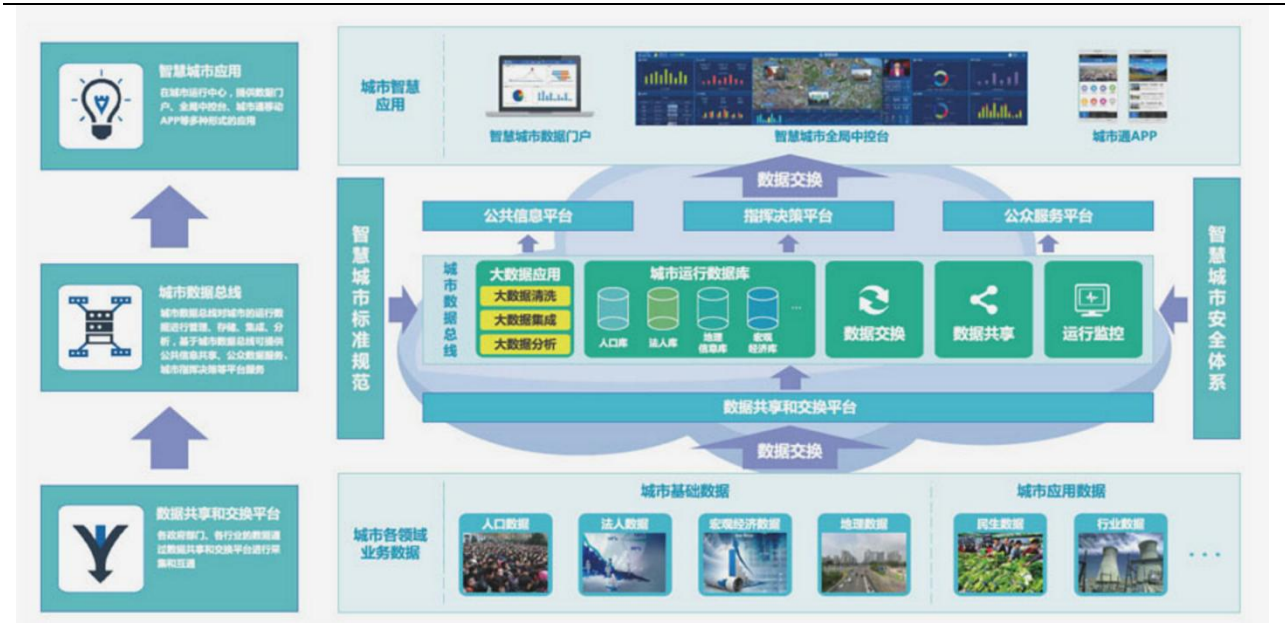 智慧城市应用
在城市运行中心，提供数据门
户、全局中控台、城市通移动
APP等多种形式的应用
城市数据总线
城市数据总线对城市的运行数
据进行管理、存储、集成、分
析，基于城市数据总线可提供
公共信息共享、公众数据服务、
城市指挥决策等平台服务
数据共享和交换平台
各政府部门、各行业的数据通
过数据共享和交换平台进行采
集和互通
城市智慧
应用
智慧城市数据门户
智慧城市全局中控台
城市通APP
数据交换
智慧城市标准规范
公共信息平台
指挥决策平台
公众服务平台
智慧城市安全体系
城市数据总线
大数据应用
大数据清洗
大数据集成
大数据分析
城市运行数据库
人口库
法人库
地理
信息库
宏观
经济库
...
数据交换
数据共享
运行监控
数据共享和交换平台
数据交换
城市各领域
业务数据
城市基础数据
人口数据
法人数据
宏观经济数据
地理数据
城市应用数据
民生数据
行业数据
...